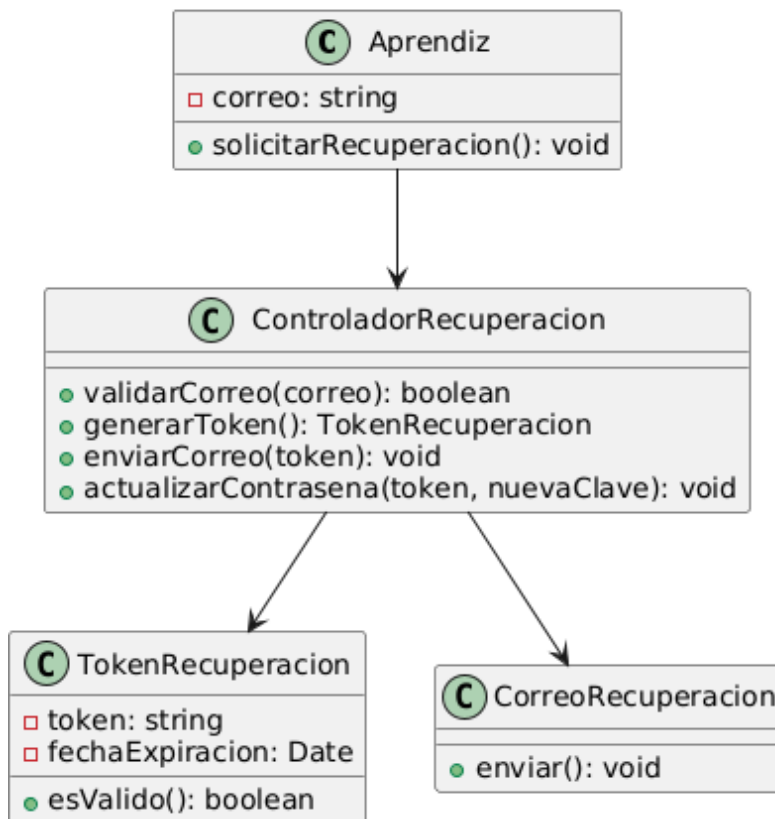 C Aprendiz
correo: string
solicitarRecuperacion(): void
C ControladorRecuperacion
validarCorreo(correo): boolean
generarToken(): TokenRecuperacion
enviarCorreo(token): void
actualizarContrasena(token, nuevaClave): void
C TokenRecuperacion
token: string
fechaExpiracion: Date
esValido(): boolean
C CorreoRecuperacion
enviar(): void